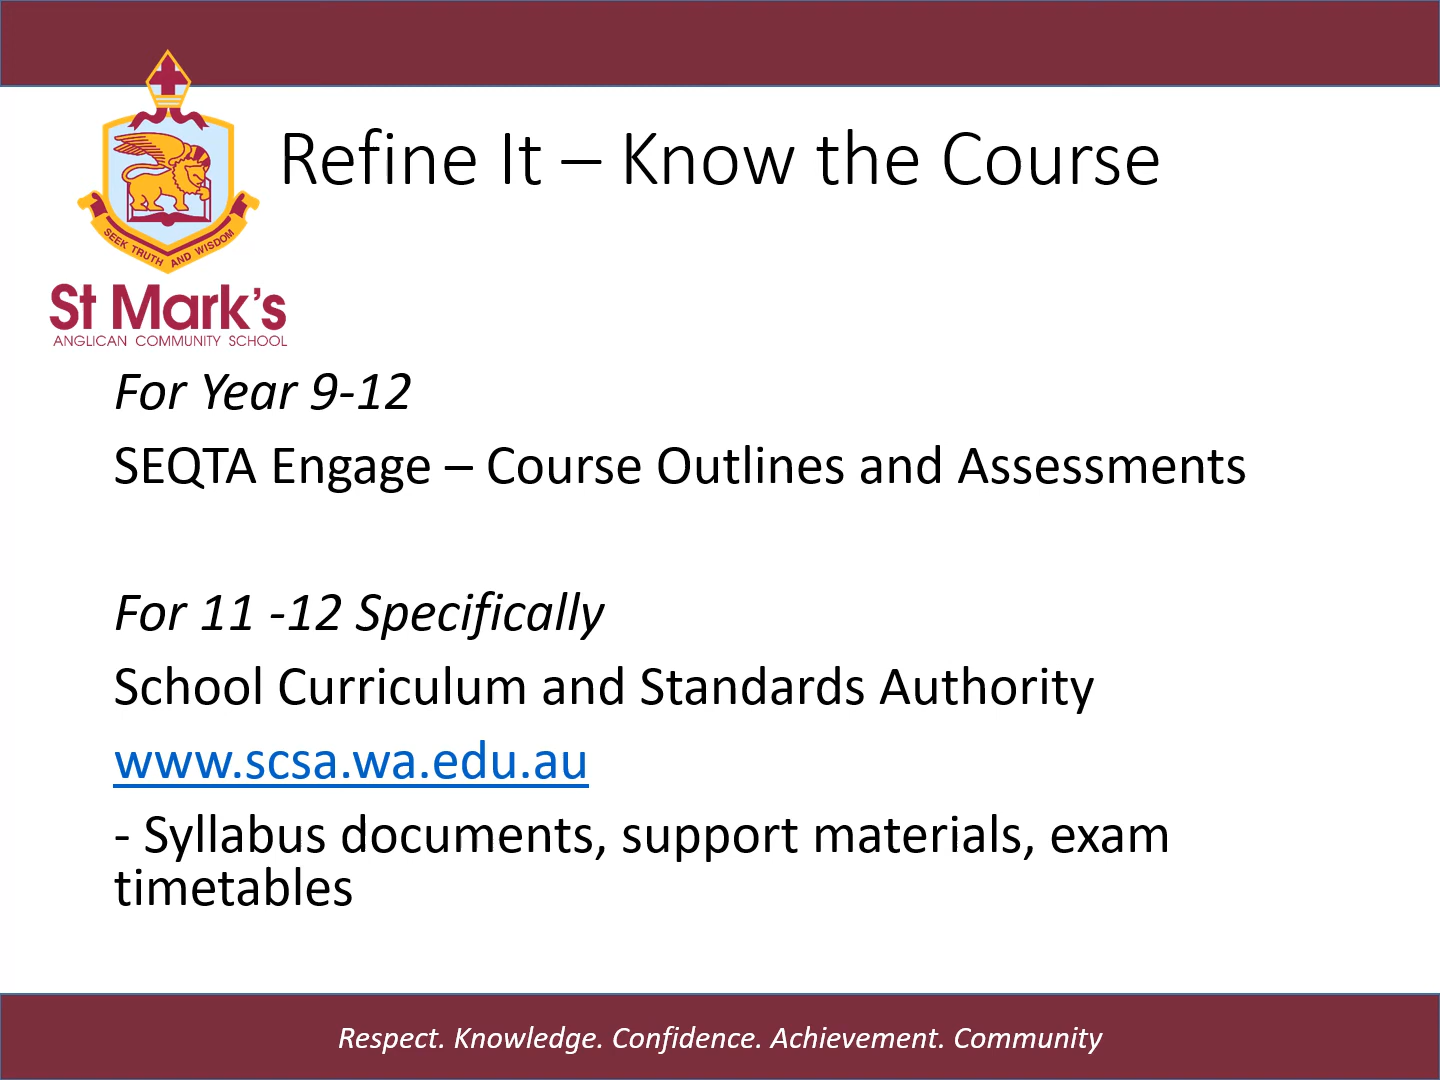 Refine It – Know the Course
SEEK TRUTH AND WISDOM
St Mark's
ANGLICAN COMMUNITY SCHOOL
For Year 9-12
SEQTA Engage – Course Outlines and Assessments
For 11 -12 Specifically
School Curriculum and Standards Authority
www.scsa.wa.edu.au
- Syllabus documents, support materials, exam
timetables
Respect. Knowledge. Confidence. Achievement. Community